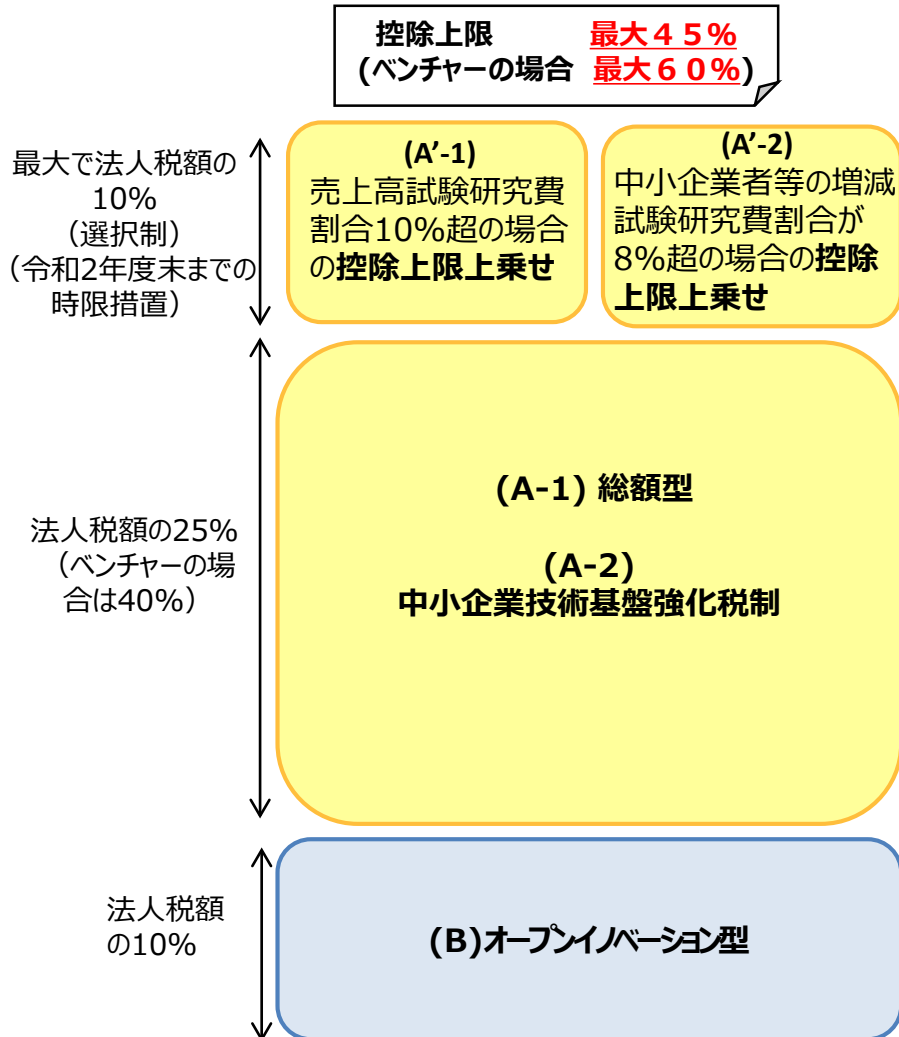 控除上限 最大45%
(ベンチャーの場合 最大60%)
最大で法人税額の
10%
（選択制）
（令和2年度末までの
時限措置）
(A’-1)
売上高試験研究費
割合10%超の場合
の控除上限上乗せ
(A’-2)
中小企業者等の増減
試験研究費割合が
8%超の場合の控除
上限上乗せ
法人税額の25%
（ベンチャーの場
合は40%）
(A-1) 総額型
(A-2)
中小企業技術基盤強化税制
法人税額
の10%
(B)オープンイノベーション型